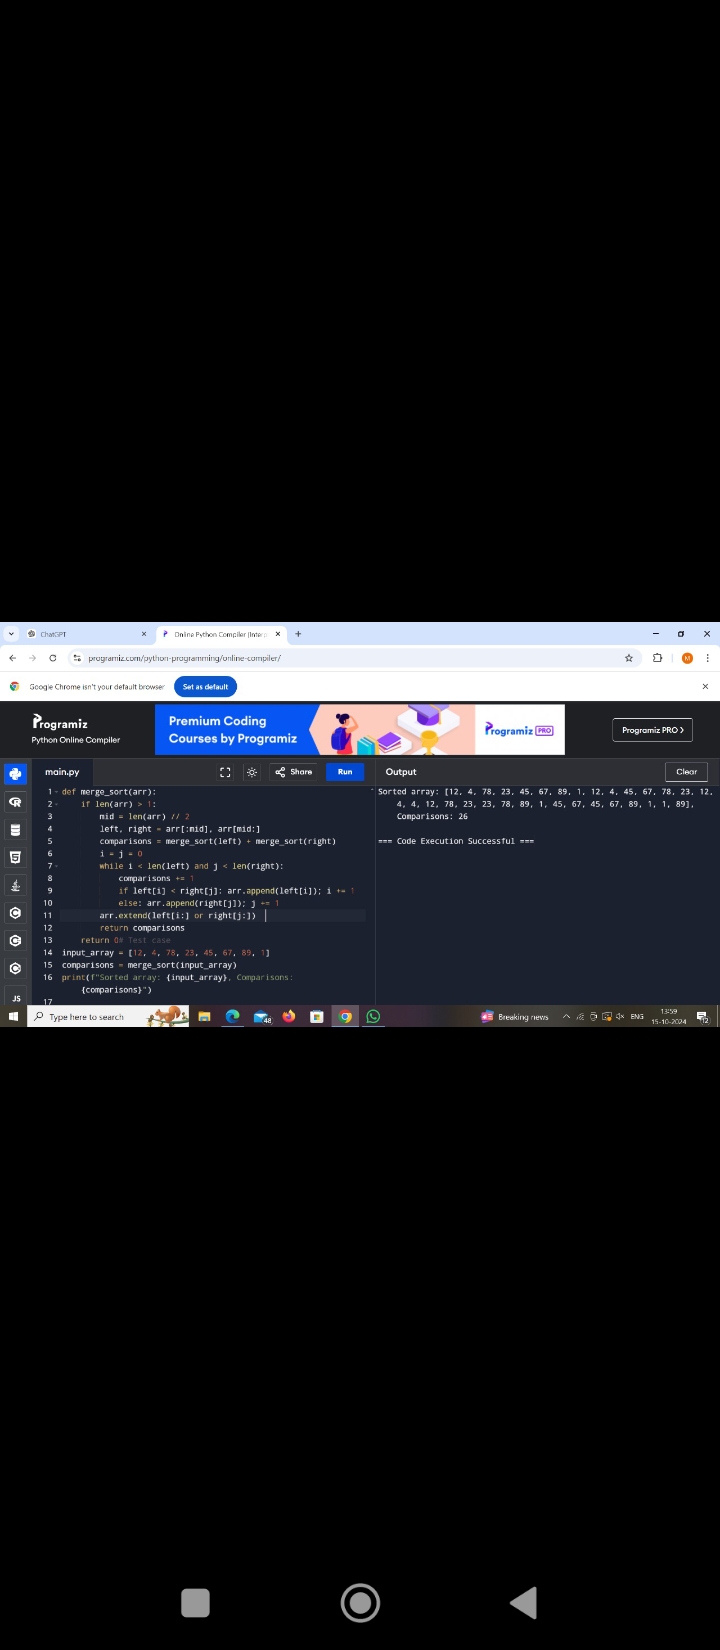 ChatGPT
Online Python Compiler (Interp
programiz.com/python-programming/online-compiler/
M
Google Chrome isn't your default browser
Set as default
Programiz
Python Online Compiler
Premium Coding
Courses by Programiz
Programiz PRO
Programiz PRO
main.py
Share
Run
Output
Clear
1 def merge_sort(arr):
2 if len(arr) > 1:
3 mid = len(arr) // 2
4 left, right = arr[:mid], arr[mid:]
5 comparisons = merge_sort(left) + merge_sort(right)
6 i = j = 0
7 while i < len(left) and j < len(right):
8 comparisons += 1
9 if left[i] < right[j]: arr.append(left[i]); i += 1
10 else: arr.append(right[j]); j += 1
11 arr.extend(left[i:] or right[j:])
12 return comparisons
13 return 0# Test case
14 input_array = [12, 4, 78, 23, 45, 67, 89, 1]
15 comparisons = merge_sort(input_array)
16 print(f"Sorted array: {input_array}, Comparisons:
{comparisons}")
17
Sorted array: [12, 4, 78, 23, 45, 67, 89, 1, 12, 4, 45, 67, 78, 23, 12,
4, 4, 12, 78, 23, 23, 78, 89, 1, 45, 67, 45, 67, 89, 1, 1, 89],
Comparisons: 26
=== Code Execution Successful ===
JS
Type here to search
48
Breaking news
ENG
13:59
15-10-2024
12